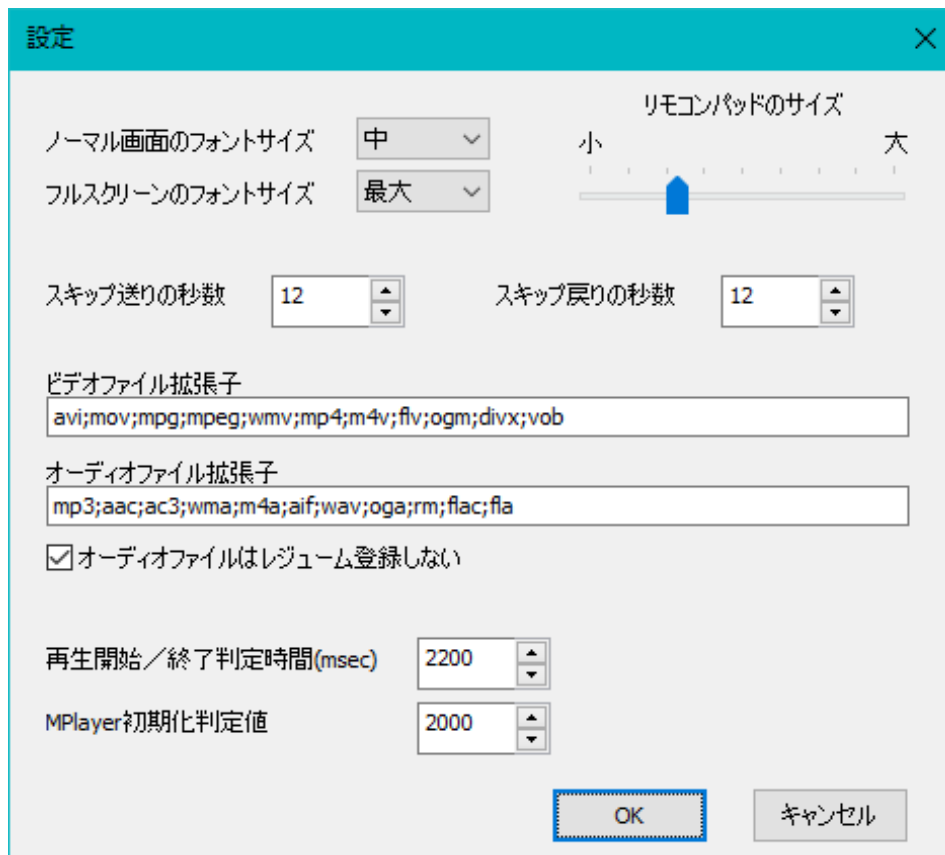 設定
リモコンパッドのサイズ
ノーマル画面のフォントサイズ 中 小 大
フルスクリーンのフォントサイズ 最大
スキップ送りの秒数 12 スキップ戻りの秒数 12
ビデオファイル拡張子
avi;mov;mpg;mpeg;wmv;mp4;m4v;flv;ogm;divx;vob
オーディオファイル拡張子
mp3;aac;ac3;wma;m4a;aif;wav;oga;rm;flac;fla
オーディオファイルはレジューム登録しない
再生開始／終了判定時間(msec) 2200
MPlayer初期化判定値 2000
OK キャンセル